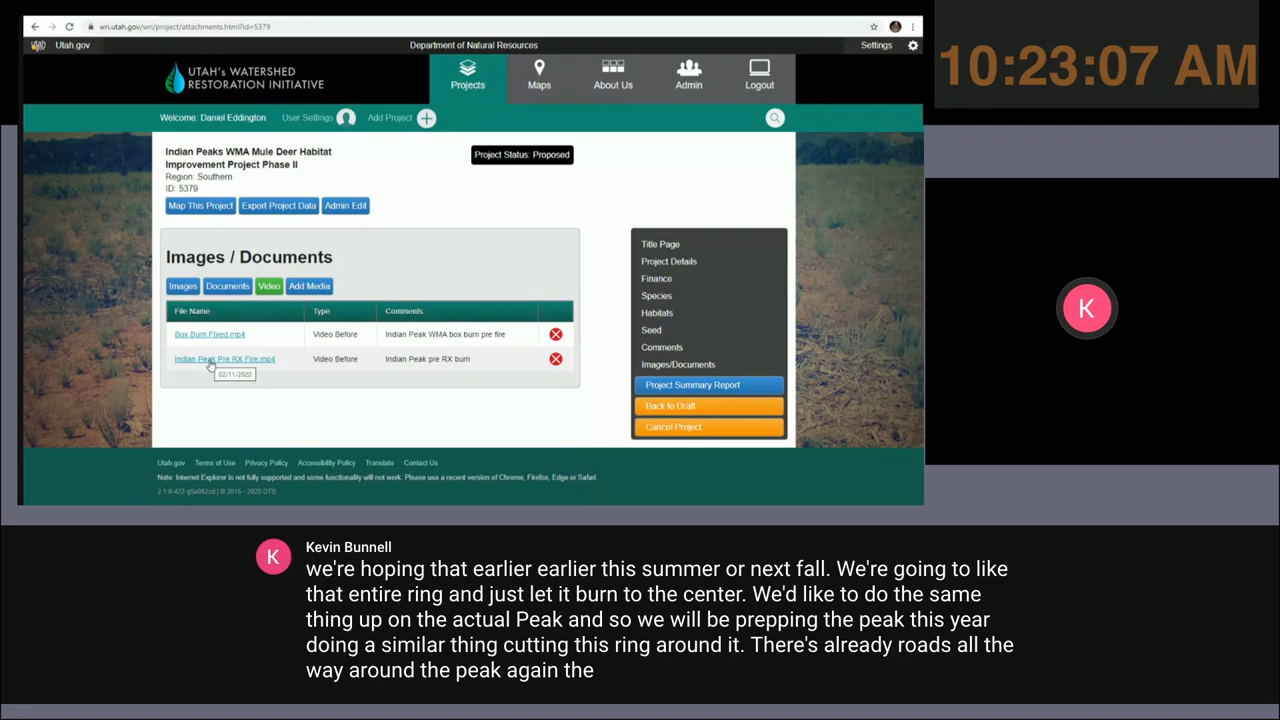 wri.utah.gov/wri/project/attachments.html?id=5379
10:23:07 AM
Utah.gov
Department of Natural Resources
Settings
UTAH'S WATERSHED
RESTORATION INITIATIVE
Projects
Maps
About Us
Admin
Logout
Welcome: Daniel Eddington
User Settings
Add Project
Indian Peaks WMA Mule Deer Habitat
Improvement Project Phase II
Region: Southern
ID: 5379
Project Status: Proposed
Map This Project
Export Project Data
Admin Edit
Images / Documents
Images
Documents
Video
Add Media
File Name
Type
Comments
Box Burn Fixed.mp4
Video Before
Indian Peak WMA box burn pre fire
Indian Peak Pre RX Fire.mp4
Video Before
Indian Peak pre RX burn
02/11/2020
Title Page
Project Details
Finance
Species
Habitats
Seed
Comments
Images/Documents
Project Summary Report
Back to Draft
Cancel Project
K
Utah.gov
Terms of Use
Privacy Policy
Accessibility Policy
Translate
Contact Us
Note: Internet Explorer is not fully supported and some functionality will not work. Please use a recent version of Chrome, Firefox, Edge or Safari
© 2015 - 2020 DTS
K
Kevin Bunnell
we're hoping that earlier earlier this summer or next fall. We're going to like
that entire ring and just let it burn to the center. We'd like to do the same
thing up on the actual Peak and so we will be prepping the peak this year
doing a similar thing cutting this ring around it. There's already roads all the
way around the peak again the